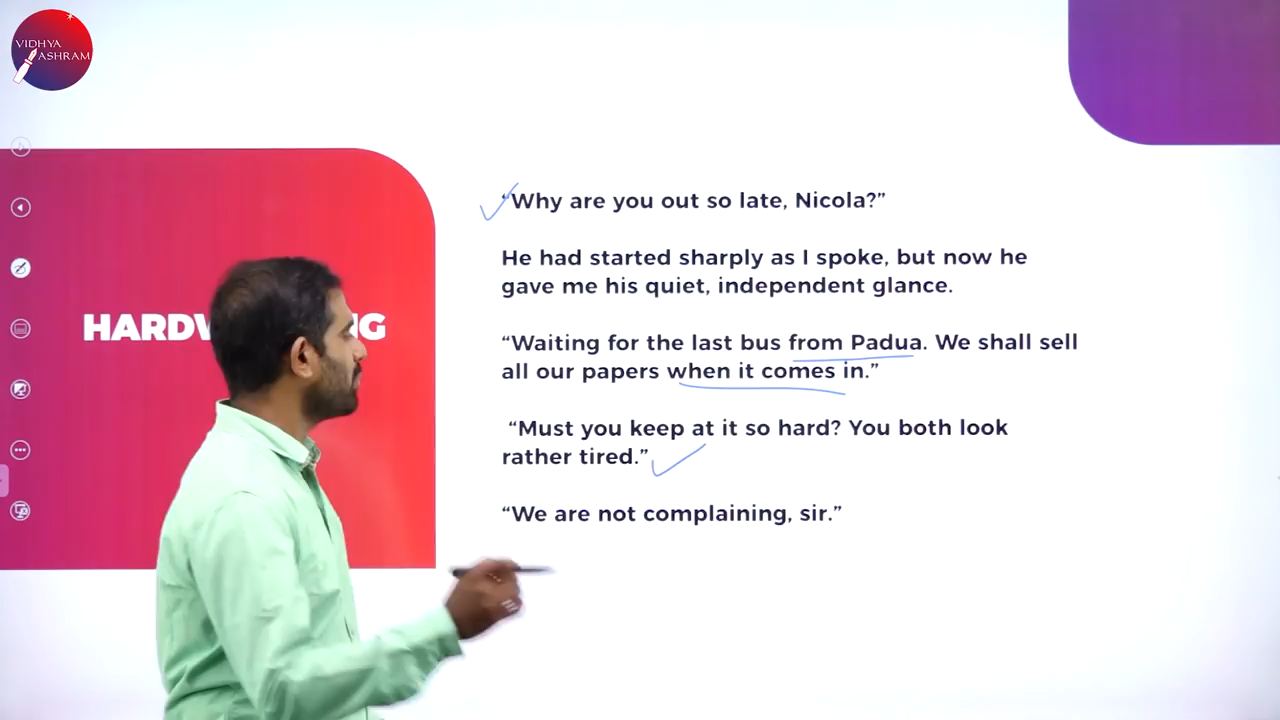 VIDHYA
ASHRAM
“Why are you out so late, Nicola?”
He had started sharply as I spoke, but now he
gave me his quiet, independent glance.
“Waiting for the last bus from Padua. We shall sell
all our papers when it comes in.”
“Must you keep at it so hard? You both look
rather tired.”
“We are not complaining, sir.”